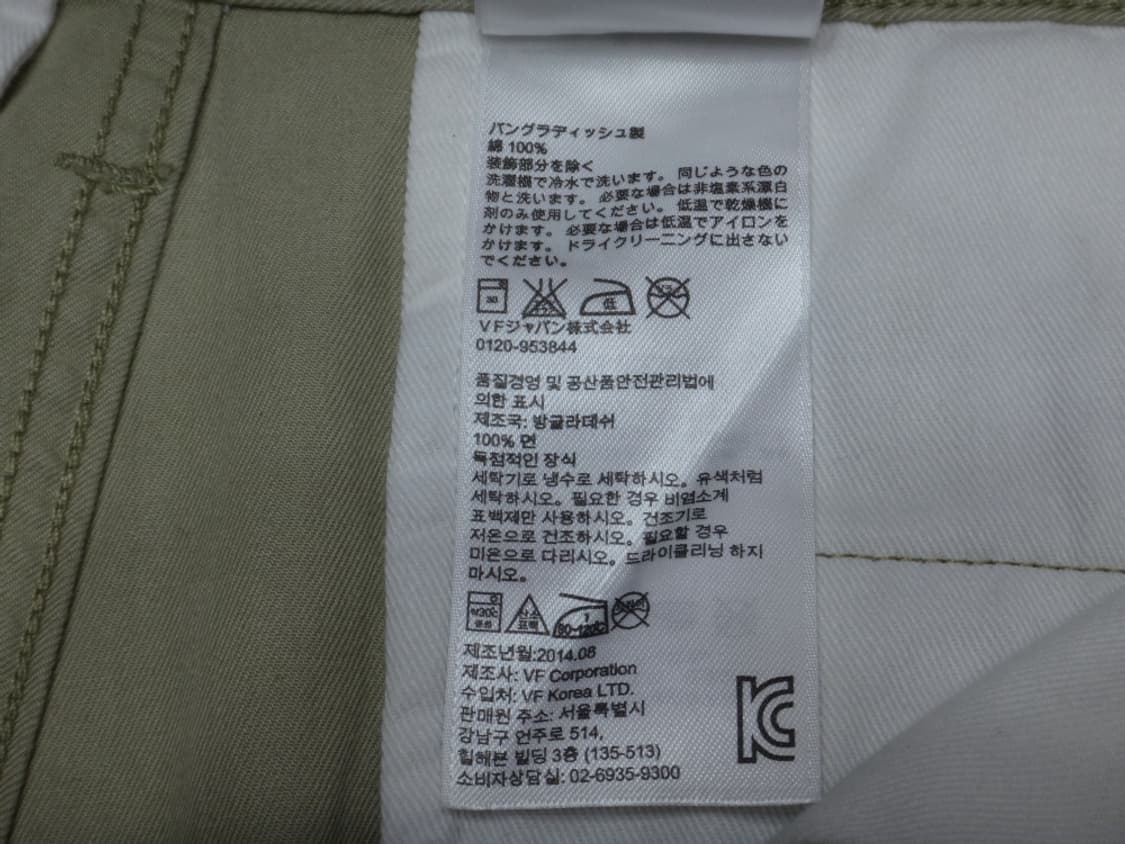 バングラディッシュ製
綿 100%
装飾部分を除く
洗濯機で冷水で洗います。 同じような色の
物と洗います。 必要な場合は非塩素系漂白
剤のみ使用してください。 低温で乾燥機に
かけます。 必要な場合は低温でアイロンを
かけます。 ドライクリーニングに出さない
でください。
30 低
VFジャパン株式会社
0120-953844
품질경영 및 공산품안전관리법에
의한 표시
제조국: 방글라데쉬
100% 면
독점적인 장식
세탁기로 냉수로 세탁하시오. 유색처럼
세탁하시오. 필요한 경우 비염소계
표백제만 사용하시오. 건조기로
저온으로 건조하시오. 필요할 경우
미온으로 다리시오. 드라이클리닝 하지
마시오.
약30℃ 산소 표백 1 80~120℃
제조년월:2014.08
제조사: VF Corporation
수입처: VF Korea LTD.
판매원 주소: 서울특별시
강남구 언주로 514,
힐헤븐 빌딩 3층 (135-513)
소비자상담실: 02-6935-9300
KC